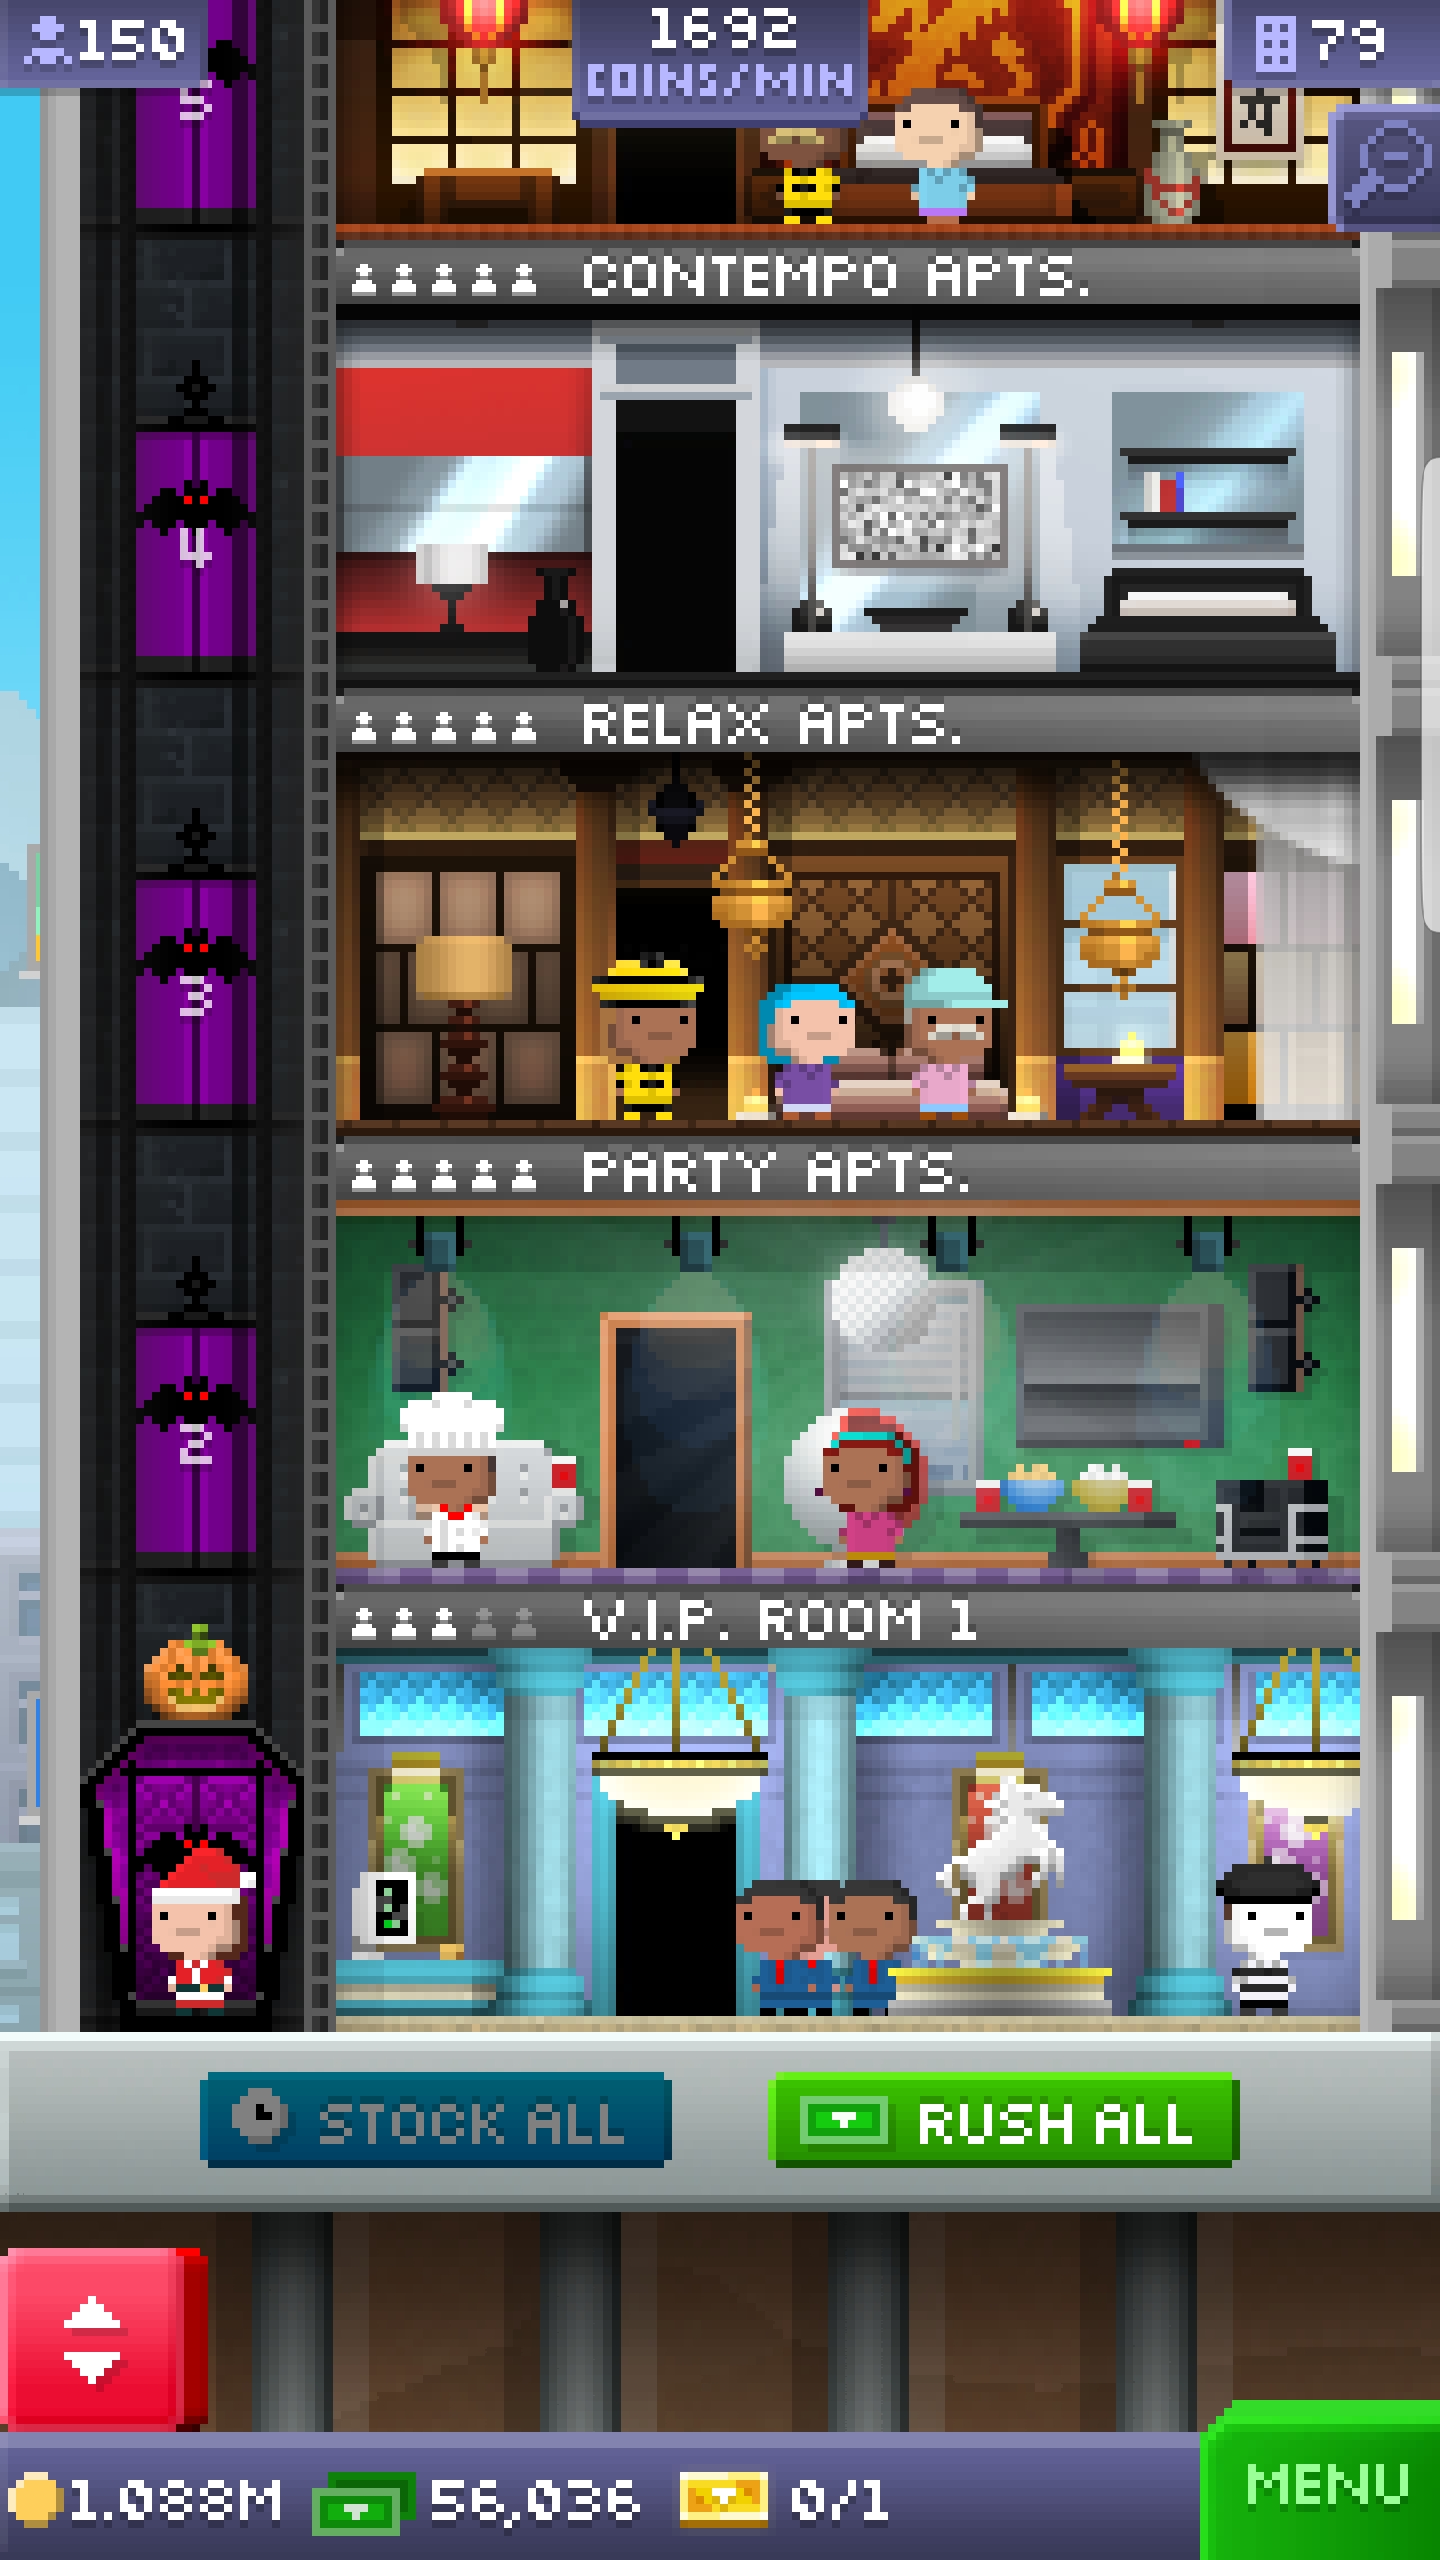 150
1692
COINS/MIN
79
5
CONTEMPO APTS.
4
RELAX APTS.
3
PARTY APTS.
2
V.I.P. ROOM 1
STOCK ALL
RUSH ALL
MENU
1.088M
56,036
0/1